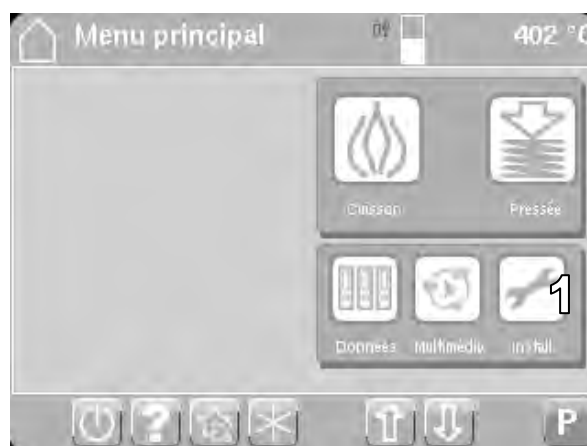 Menu principal 402 °C
Cuisson Pressée
1
Données Multimédia Install.
? P